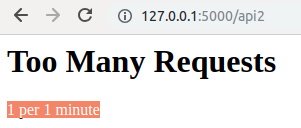 127.0.0.1:5000/api2
Too Many Requests
1 per 1 minute